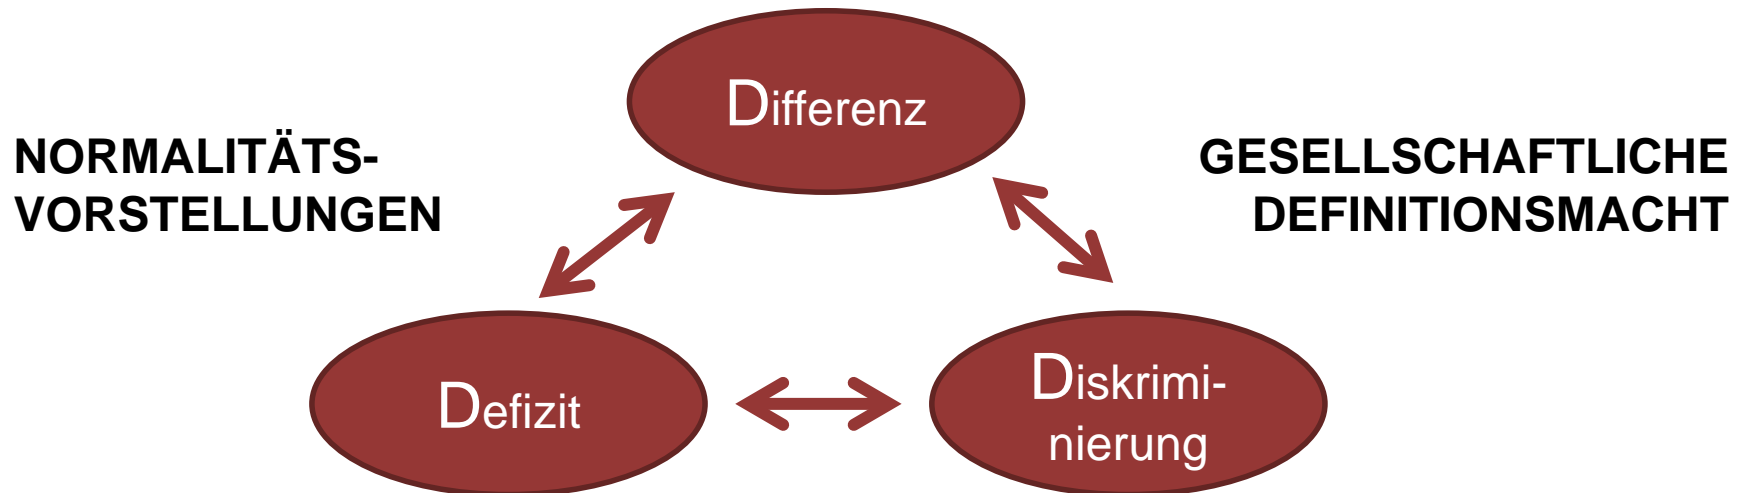 Differenz
NORMALITÄTS-
VORSTELLUNGEN
GESELLSCHAFTLICHE
DEFINITIONSMACHT
Defizit
Diskrimi-
nierung